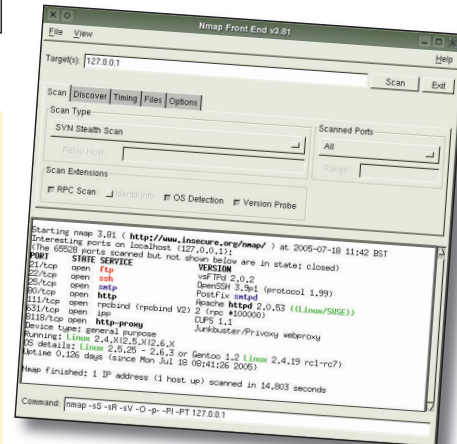 Nmap Front End v3.81
File View Help
Target(s): 127.0.0.1
Scan Exit
Scan Discover Timing Files Options
Scan Type
Scanned Ports
SYN Stealth Scan
All
Relay Host:
Range:
Scan Extensions
RPC Scan Identd Info OS Detection Version Probe
Starting nmap 3.81 ( http://www.insecure.org/nmap/ ) at 2005-07-18 11:42 BST
Interesting ports on localhost (127.0.0.1):
(The 65528 ports scanned but not shown below are in state: closed)
PORT STATE SERVICE VERSION
21/tcp open ftp vsFTPd 2.0.2
22/tcp open ssh OpenSSH 3.9p1 (protocol 1.99)
25/tcp open smtp Postfix smtpd
80/tcp open http Apache httpd 2.0.53 ((Linux/SUSE))
111/tcp open rpcbind (rpcbind V2) 2 (rpc #100000)
631/tcp open ipp CUPS 1.1
8118/tcp open http-proxy Junkbuster/Privoxy webproxy
Device type: general purpose
Running: Linux 2.4.X|2.5.X|2.6.X
OS details: Linux 2.5.25 - 2.6.3 or Gentoo 1.2 Linux 2.4.19 rc1-rc7)
Uptime 0.126 days (since Mon Jul 18 08:41:26 2005)
Nmap finished: 1 IP address (1 host up) scanned in 14.803 seconds
Command: nmap -sS -sR -sV -O -p- -PI -PT 127.0.0.1